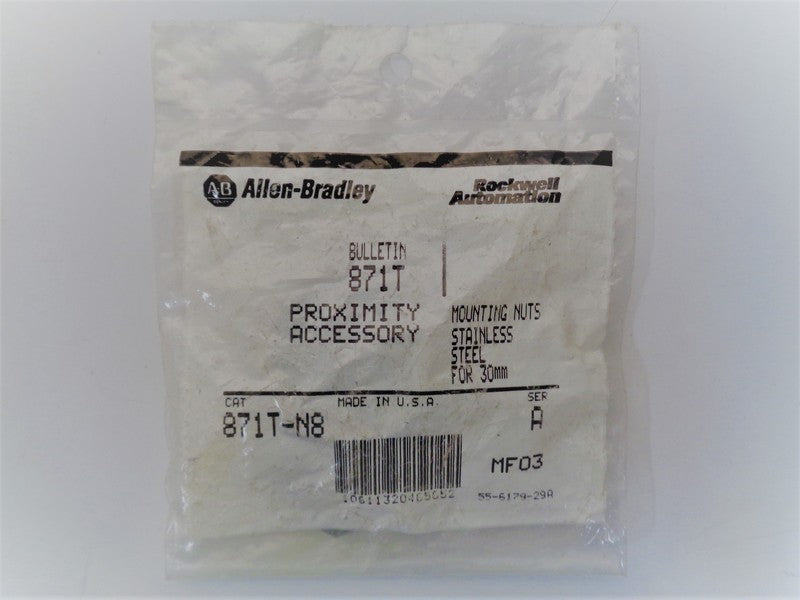 AB Allen-Bradley
Rockwell
Automation
BULLETIN
871T
PROXIMITY
ACCESSORY
MOUNTING NUTS
STAINLESS
STEEL
FOR 30mm
CAT
MADE IN U.S.A.
SER
871T-N8
A
MF03
55-6179-29A